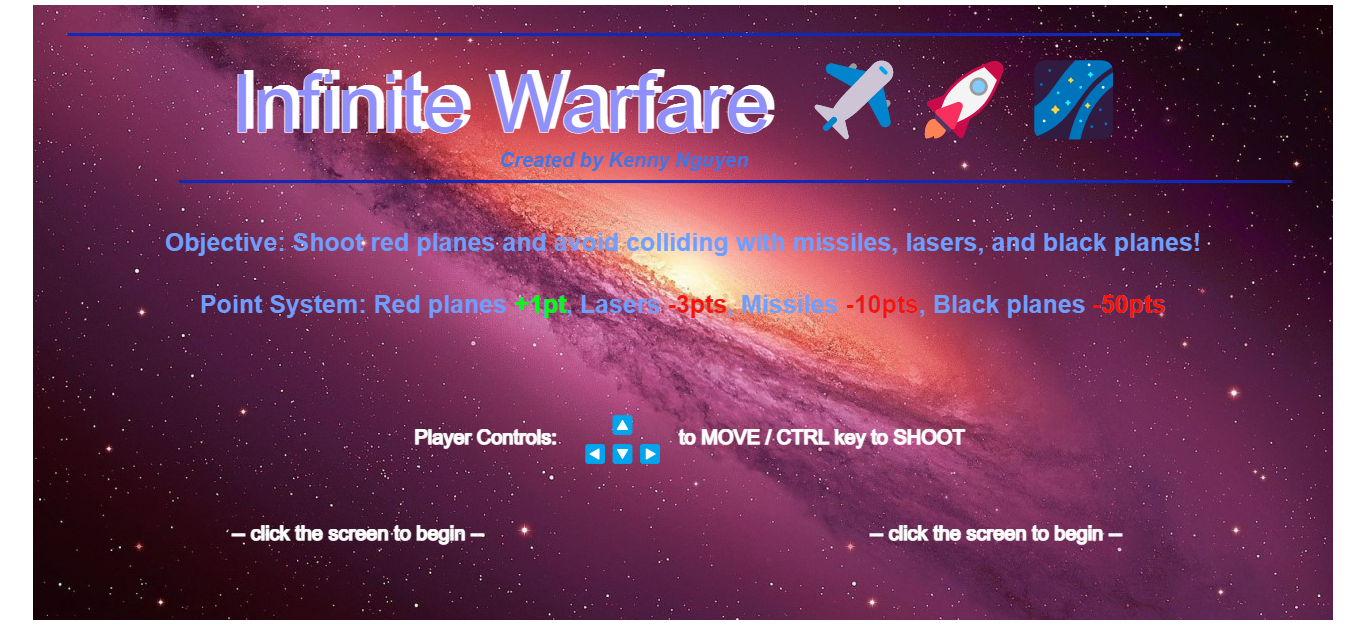 Infinite Warfare
Created by Kenny Nguyen
Objective: Shoot red planes and avoid colliding with missiles, lasers, and black planes!
Point System: Red planes +1pt, Lasers -3pts, Missiles -10pts, Black planes -50pts
Player Controls: to MOVE / CTRL key to SHOOT
-- click the screen to begin -- -- click the screen to begin --